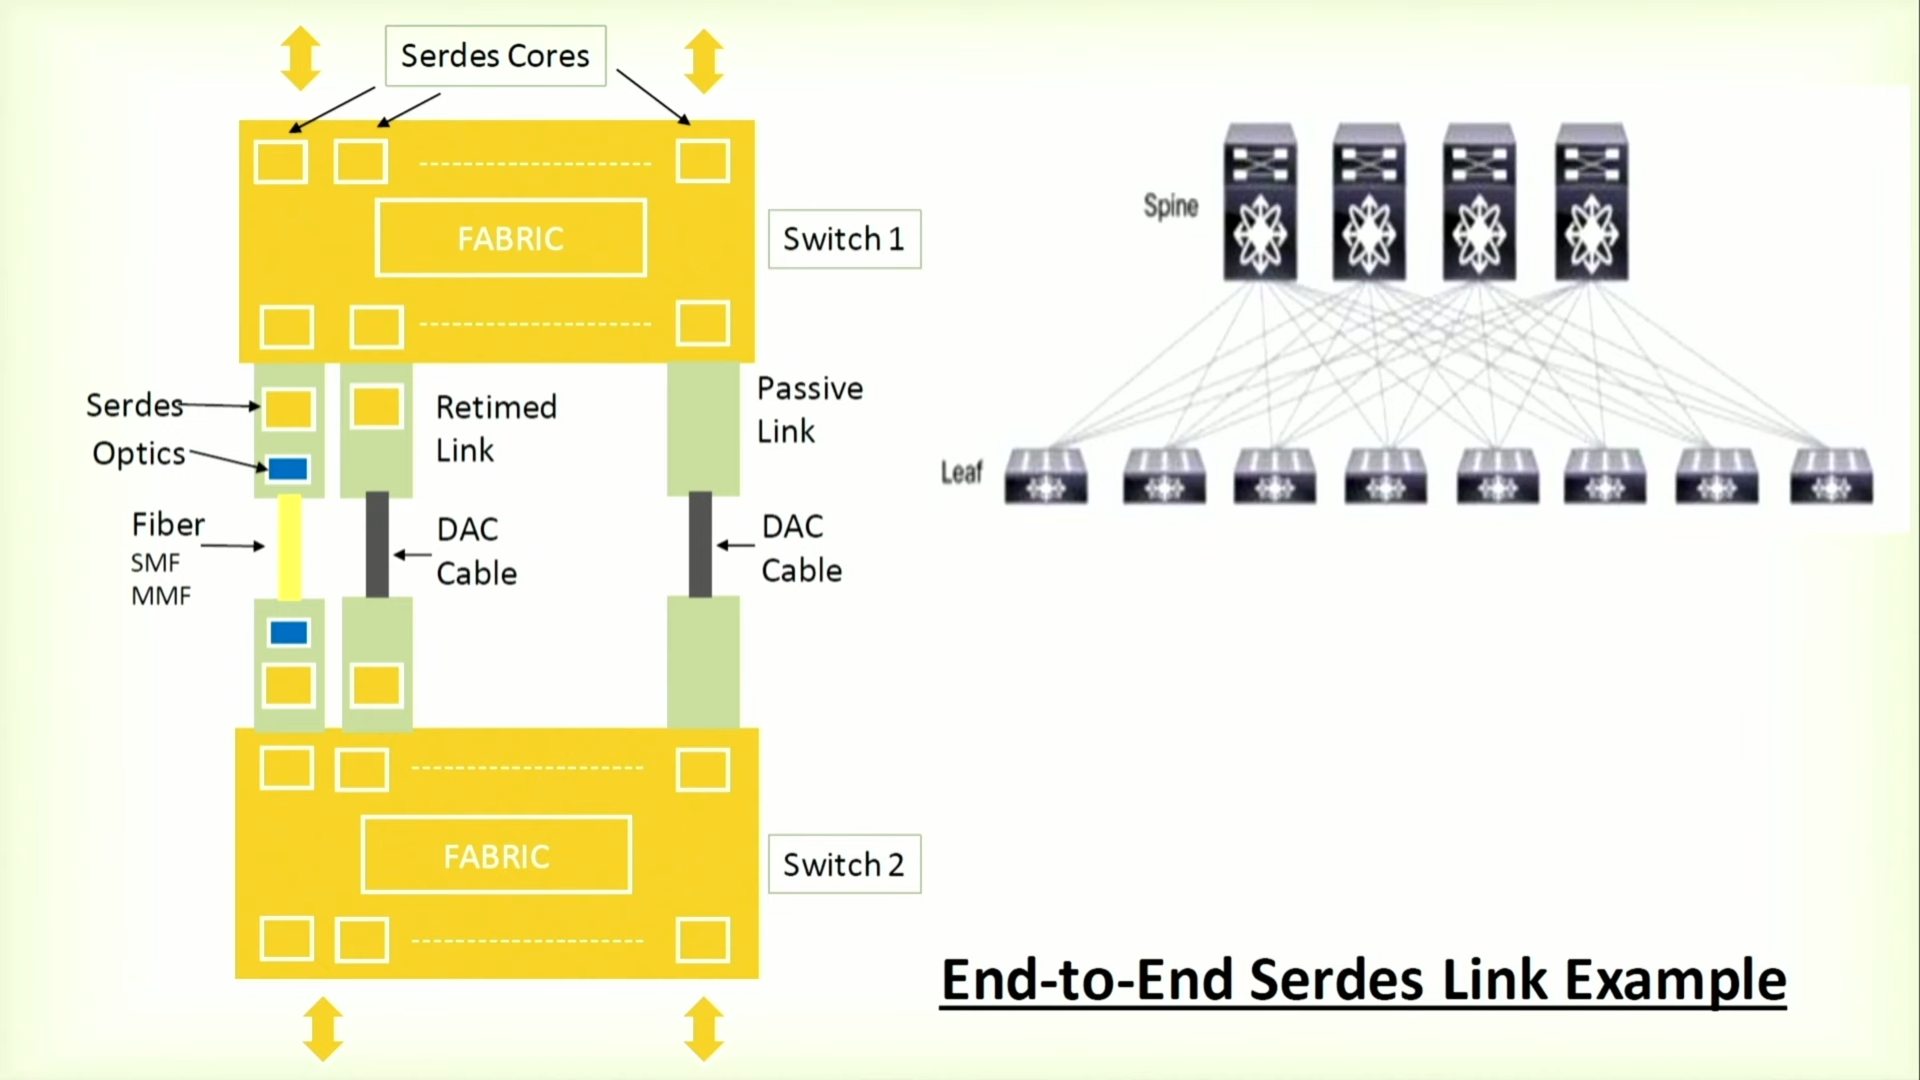 Serdes Cores
FABRIC
Switch 1
Serdes
Optics
Retimed
Link
Passive
Link
Fiber
SMF
MMF
DAC
Cable
DAC
Cable
FABRIC
Switch 2
Spine
Leaf
End-to-End Serdes Link Example